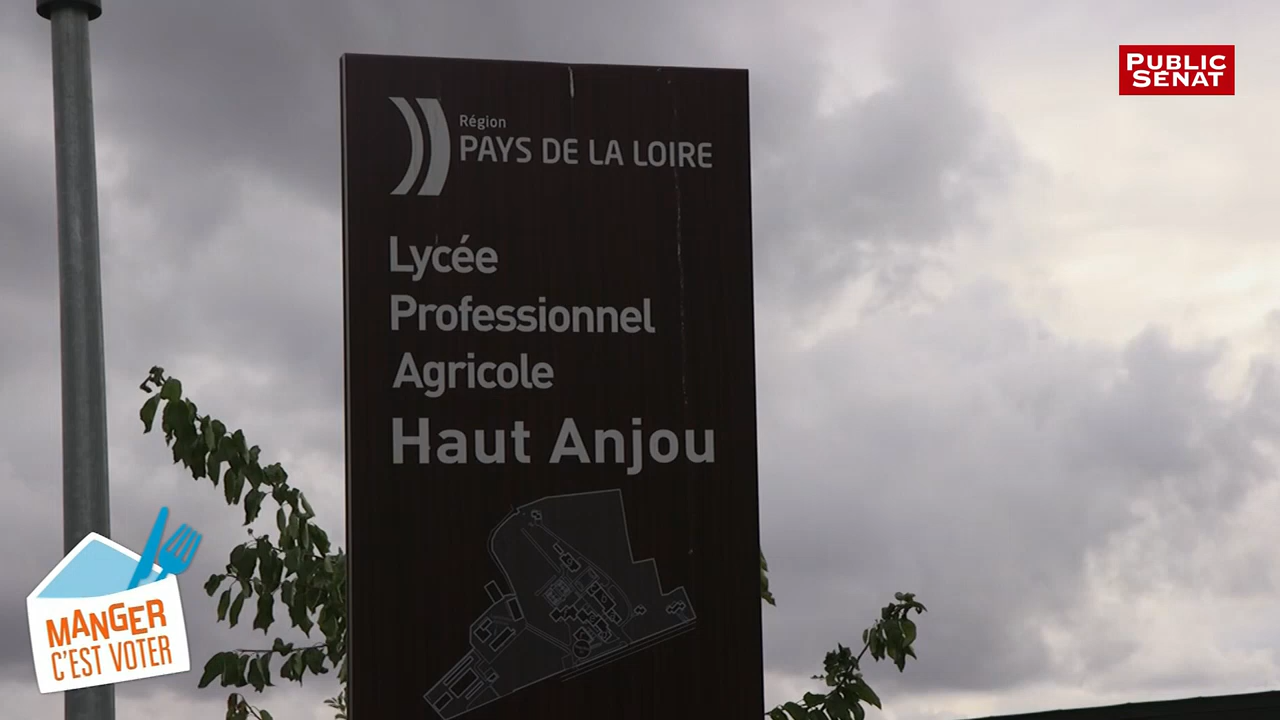 PUBLIC
SÉNAT
Région
PAYS DE LA LOIRE
Lycée
Professionnel
Agricole
Haut Anjou
MANGER
C'EST VOTER